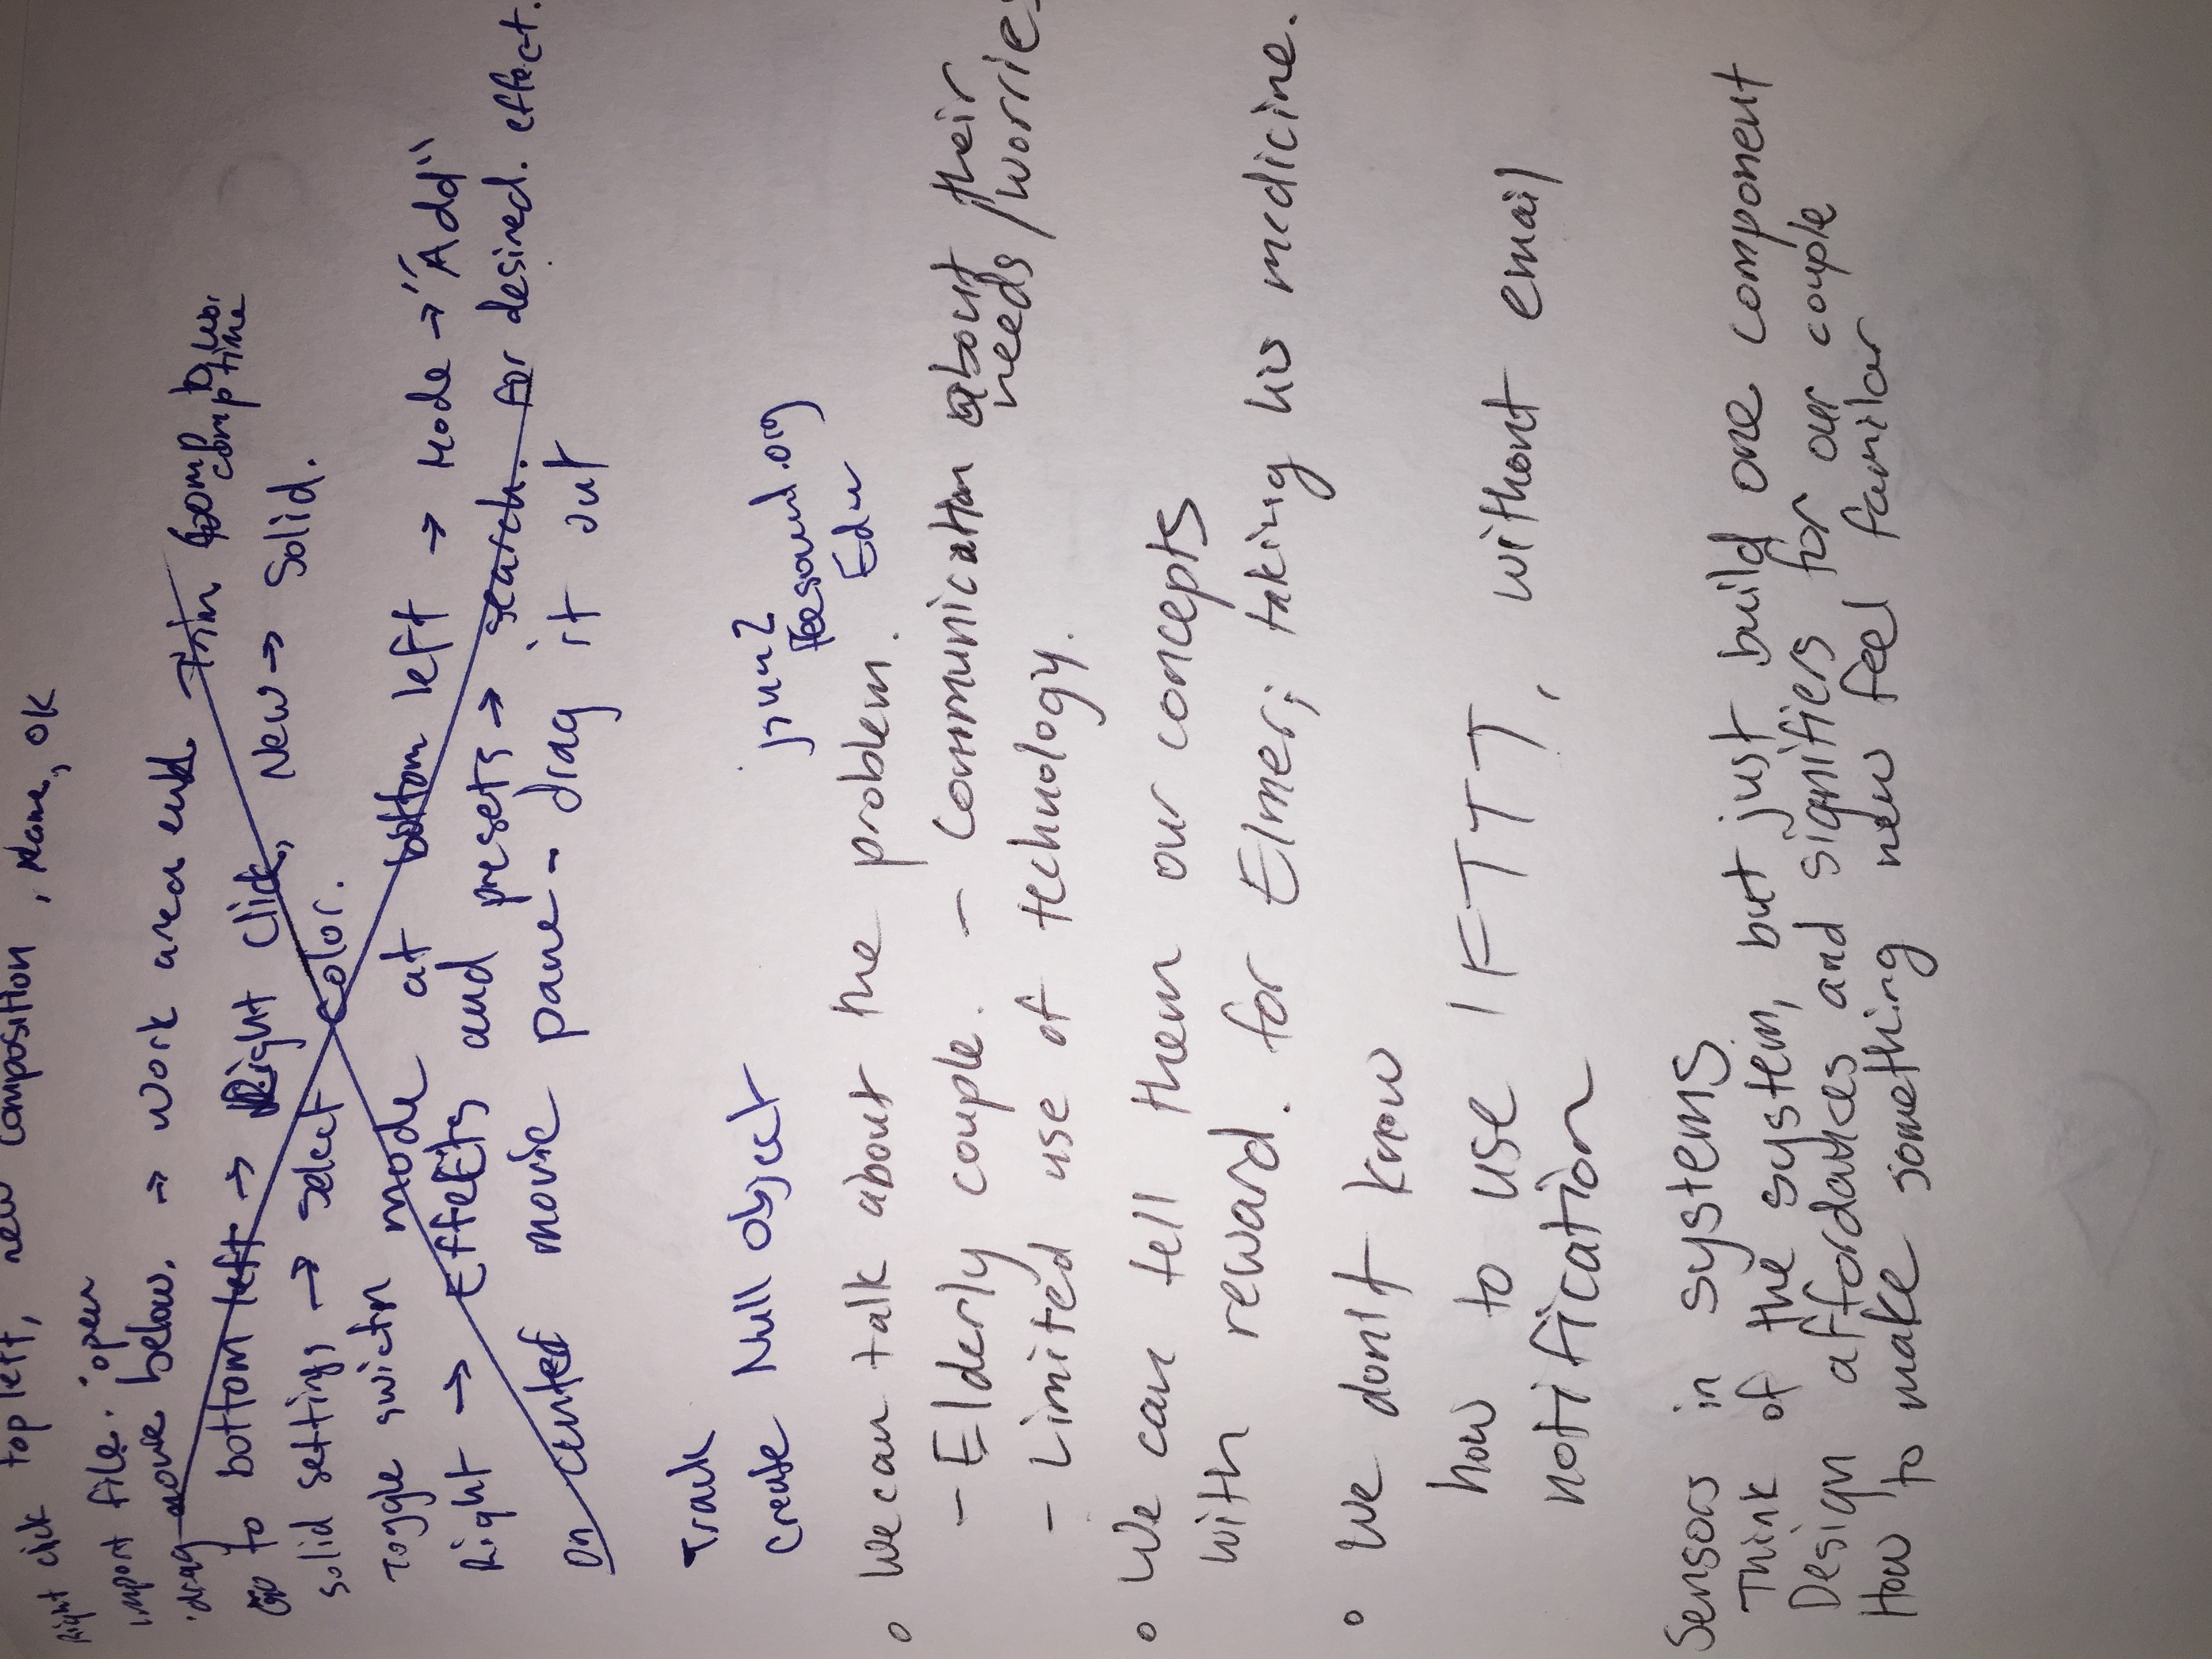 Right click top left, new composition, Name, OK
import file. open
drag movie below. → work area end. Trim Comp to
comp time
Go to bottom left → Right click, New → Solid.
solid settings → select color.
Toggle swictn mode at bottom left → Mode → "Add"
Right → Effects and presets → search. for desired. effect.
on center movie pane - drag it out
Track
Create Null Object
feesound.org
Edu
◦ We can talk about the problem.
- Elderly couple. - Communication about their
needs/worries
- Limited use of technology.
◦ We can tell them our concepts
with reward. for Elmer; taking his medicine.
◦ We don't know
how to use IFTTT, without email
notification
Sensors in systems
Think of the system, but just build one component
Design affordances and signifiers for our couple
How to make something new feel familar